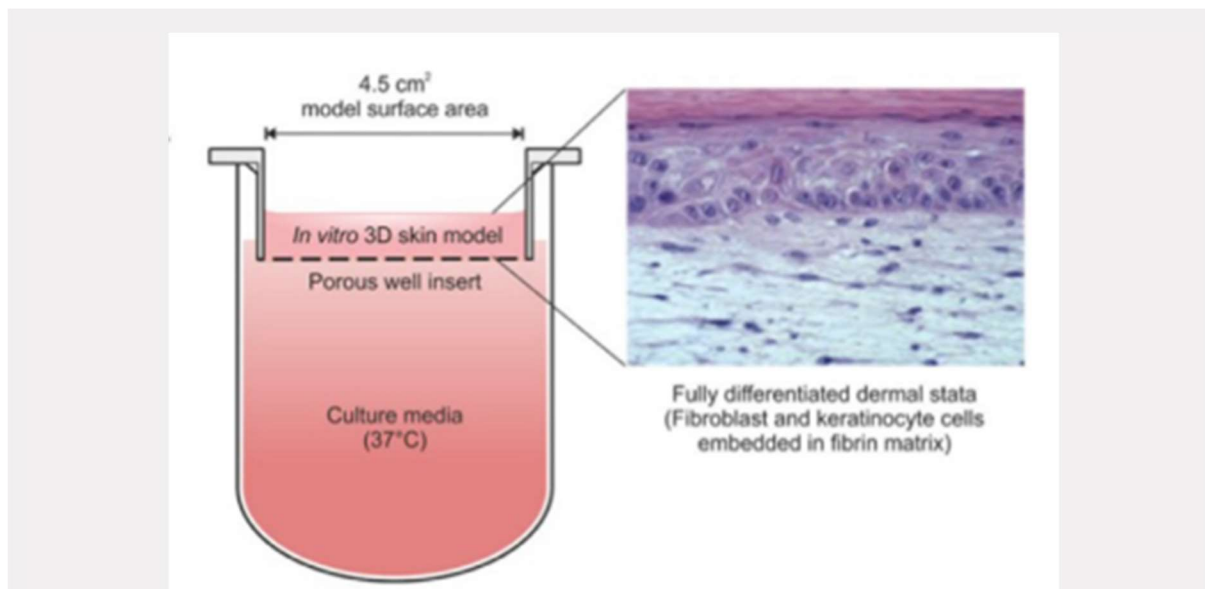 4.5 cm²
model surface area
In vitro 3D skin model
Porous well insert
Culture media
(37°C)
Fully differentiated dermal stata
(Fibroblast and keratinocyte cells
embedded in fibrin matrix)